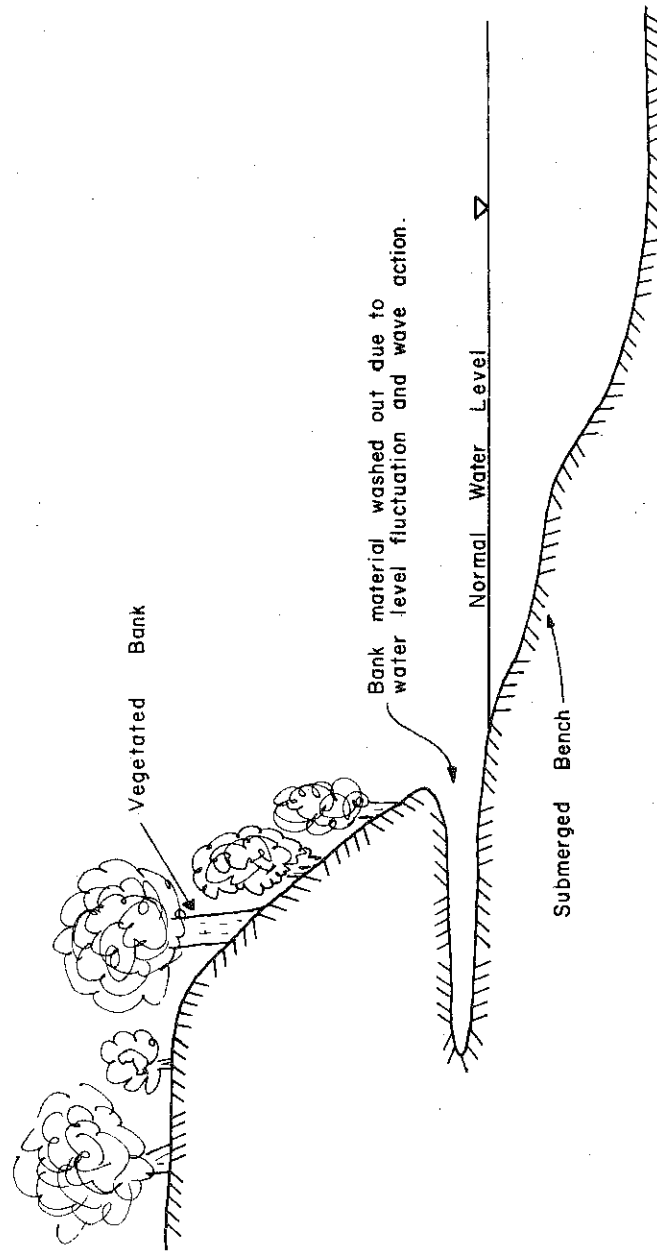 Vegetated Bank
Bank material washed out due to
water level fluctuation and wave action.
Normal Water Level
Submerged Bench